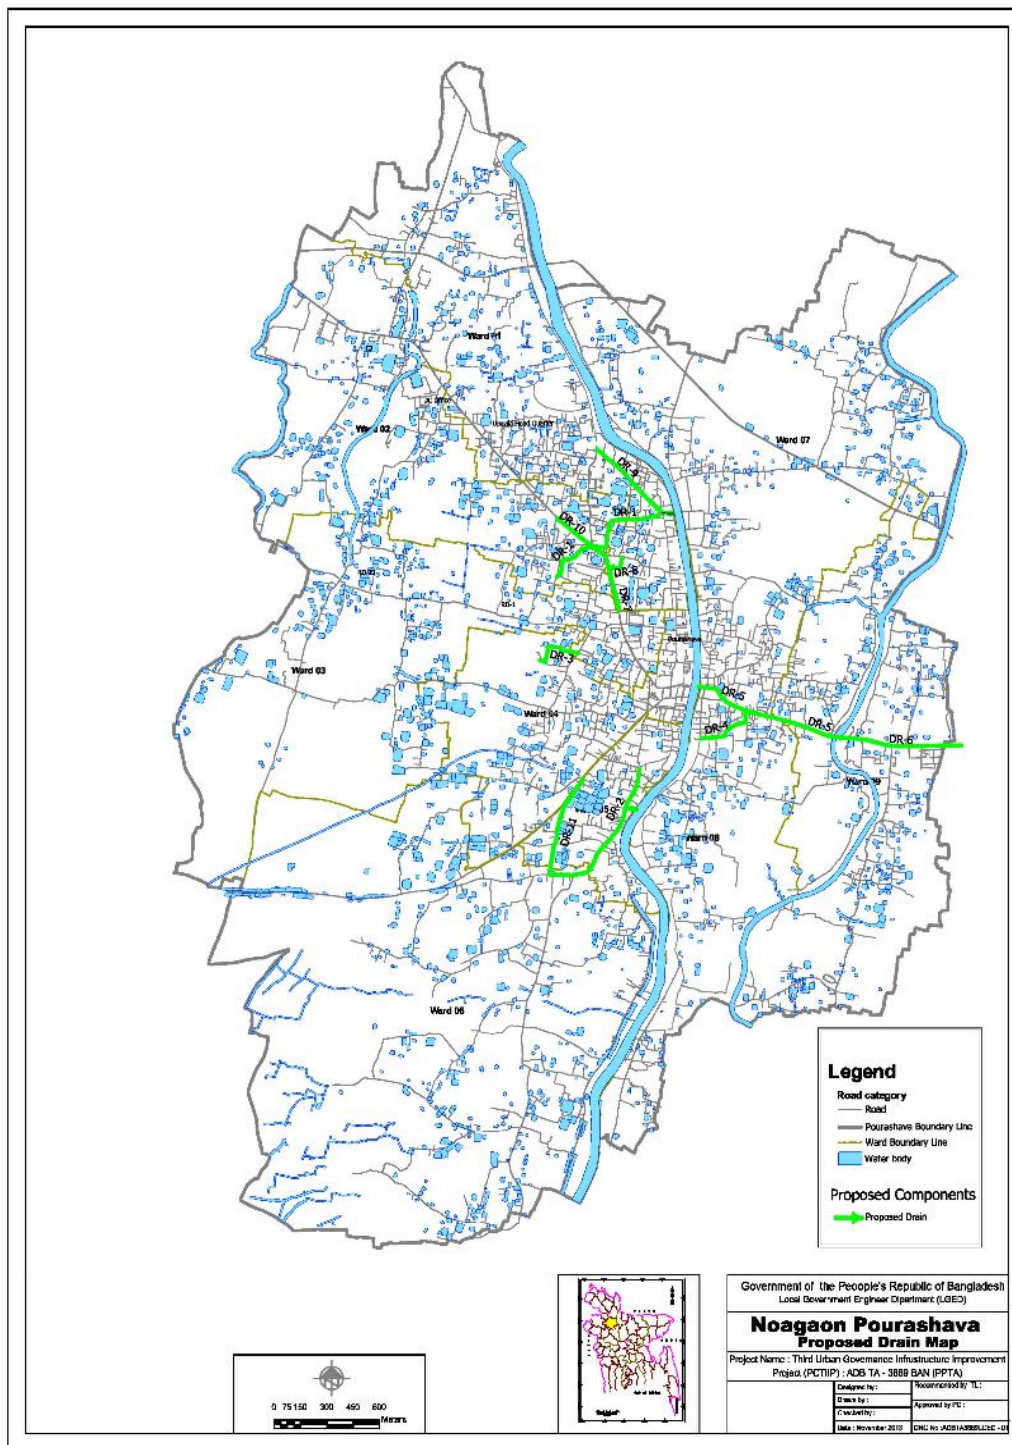 Ward 01
DC Office
Ward 02
Ward 07
DR-9
DR-1
DR-10
DR-8
DR-7
Pourashava
DR-3
Ward 03
Ward 04
DR-5
DR-4
DR-5
DR-6
Ward 09
DR-2
DR-11
Ward 08
Ward 06
Legend
Road category
Road
Pourashava Boundary Line
Ward Boundary Line
Water body
Proposed Components
Proposed Drain
Government of the Peoople's Republic of Bangladesh
Local Government Engineer Dipartment (LGED)
Noagaon Pourashava
Proposed Drain Map
Project Name : Third Urban Governance Infrustructure Improvement
Project (PCTIIP) : ADB TA - 3889 BAN (PPTA)
Designed by :
Recommended by TL :
Drawn by :
Approved by PD :
Checked by :
Date : November 2013
0 75 150 300 450 600
Meters